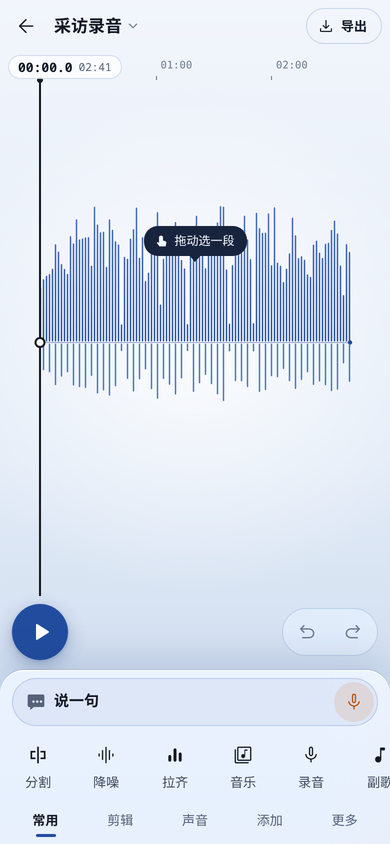 采访录音
导出
00:00.0 02:41
01:00
02:00
拖动选一段
说一句
分割
降噪
拉齐
音乐
录音
副歌
常用
剪辑
声音
添加
更多